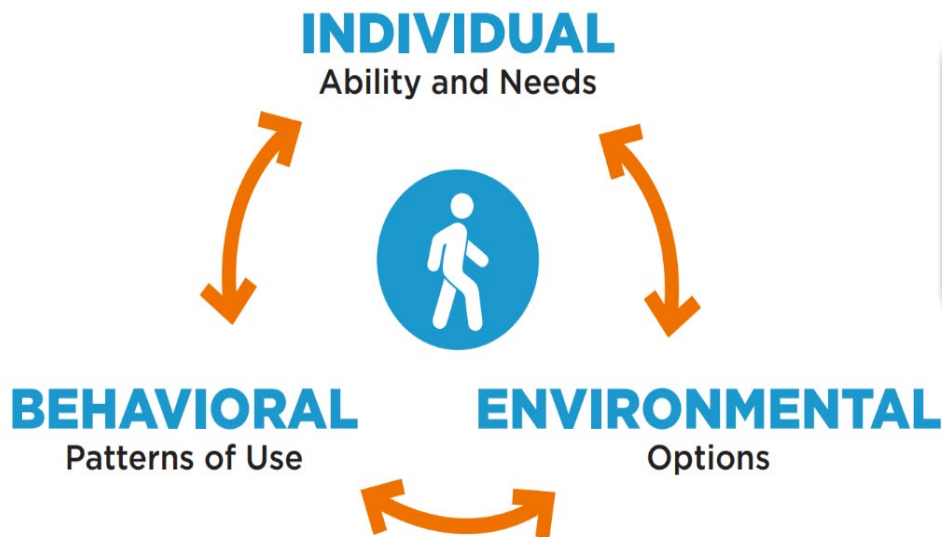 INDIVIDUAL
Ability and Needs
BEHAVIORAL
Patterns of Use
ENVIRONMENTAL
Options